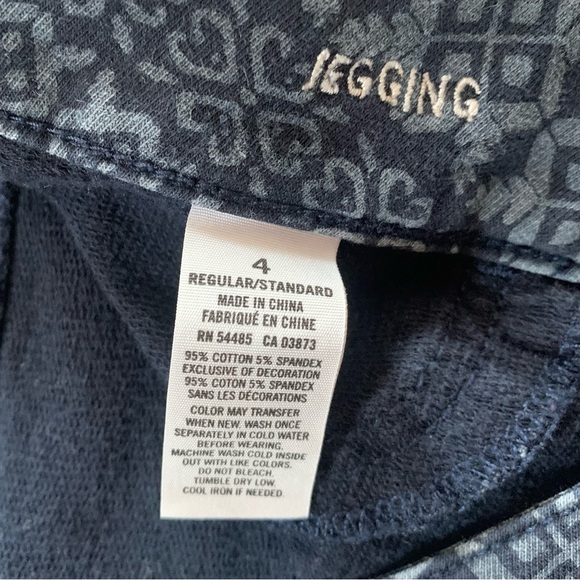 JEGGING
4
REGULAR/STANDARD
MADE IN CHINA
FABRIQUÉ EN CHINE
RN 54485 CA 03873
95% COTTON 5% SPANDEX
EXCLUSIVE OF DECORATION
95% COTON 5% SPANDEX
SANS LES DÉCORATIONS
COLOR MAY TRANSFER
WHEN NEW. WASH ONCE
SEPARATELY IN COLD WATER
BEFORE WEARING.
MACHINE WASH COLD INSIDE
OUT WITH LIKE COLORS.
DO NOT BLEACH.
TUMBLE DRY LOW.
COOL IRON IF NEEDED.